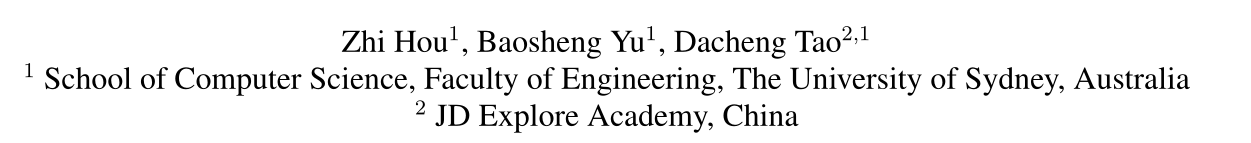 Zhi Hou¹, Baosheng Yu¹, Dacheng Tao²,¹
¹ School of Computer Science, Faculty of Engineering, The University of Sydney, Australia
² JD Explore Academy, China